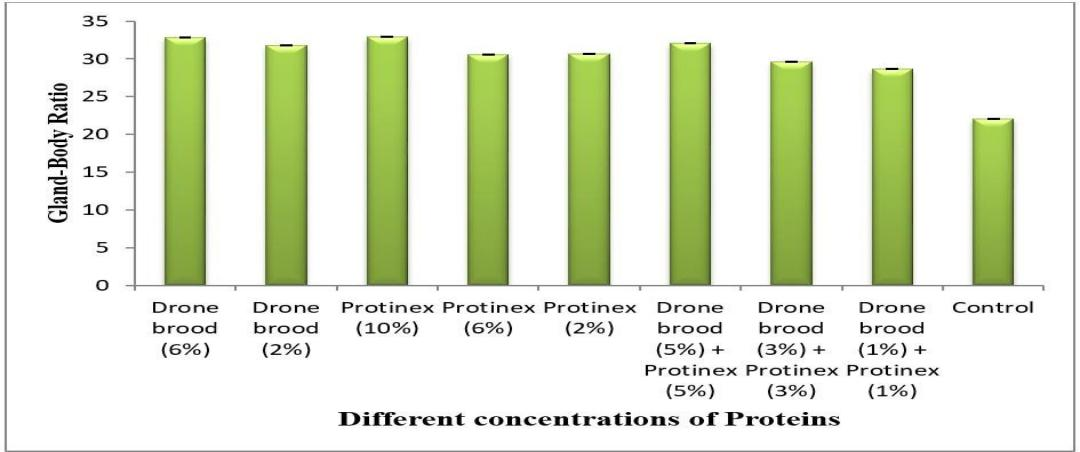 35
30
25
20
15
10
5
0
Gland-Body Ratio
Drone brood (6%)
Drone brood (2%)
Protinex (10%)
Protinex (6%)
Protinex (2%)
Drone brood (5%) + Protinex (5%)
Drone brood (3%) + Protinex (3%)
Drone brood (1%) + Protinex (1%)
Control
Different concentrations of Proteins